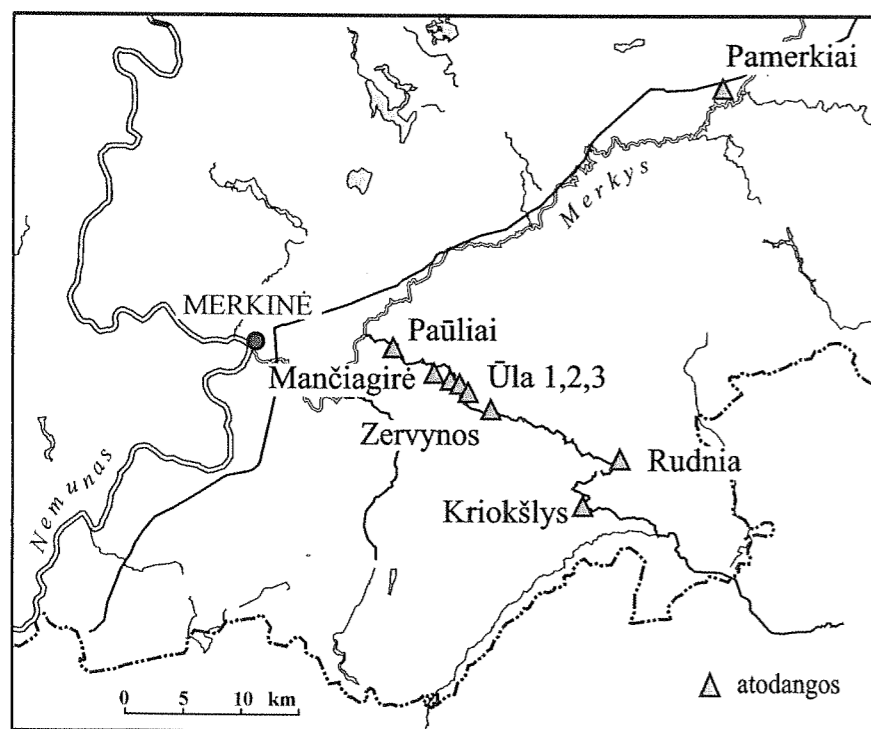 Pamerkiai
Merkys
MERKINĖ
Paūliai
Mančiagirė
Ūla 1,2,3
Zervynos
Rudnia
Kriokšlys
Nemunas
0 5 10 km
atodangos